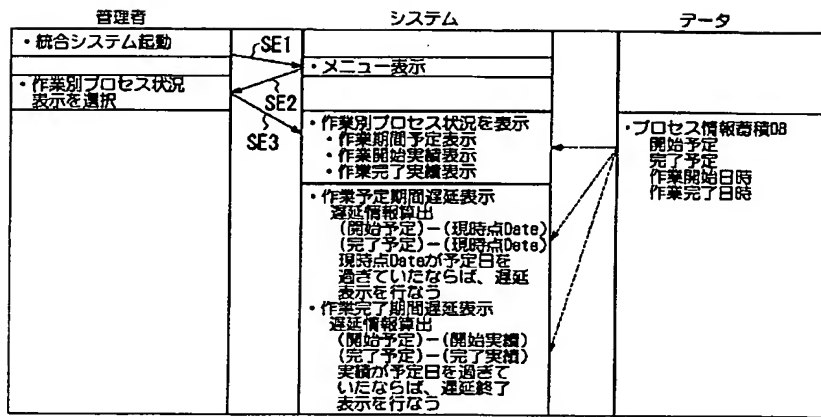 管理者
システム
データ
・統合システム起動
SE1
・メニュー表示
・作業別プロセス状況
表示を選択
SE2
SE3
・作業別プロセス状況を表示
・作業期間予定表示
・作業開始実績表示
・作業完了実績表示
・プロセス情報蓄積DB
開始予定
完了予定
作業開始日時
作業完了日時
・作業予定期間遅延表示
遅延情報算出
(開始予定)−(現時点Date)
(完了予定)−(現時点Date)
現時点Dateが予定日を
過ぎていたならば、遅延
表示を行なう
・作業完了期間遅延表示
遅延情報算出
(開始予定)−(開始実績)
(完了予定)−(完了実績)
実績が予定日を過ぎて
いたならば、遅延終了
表示を行なう